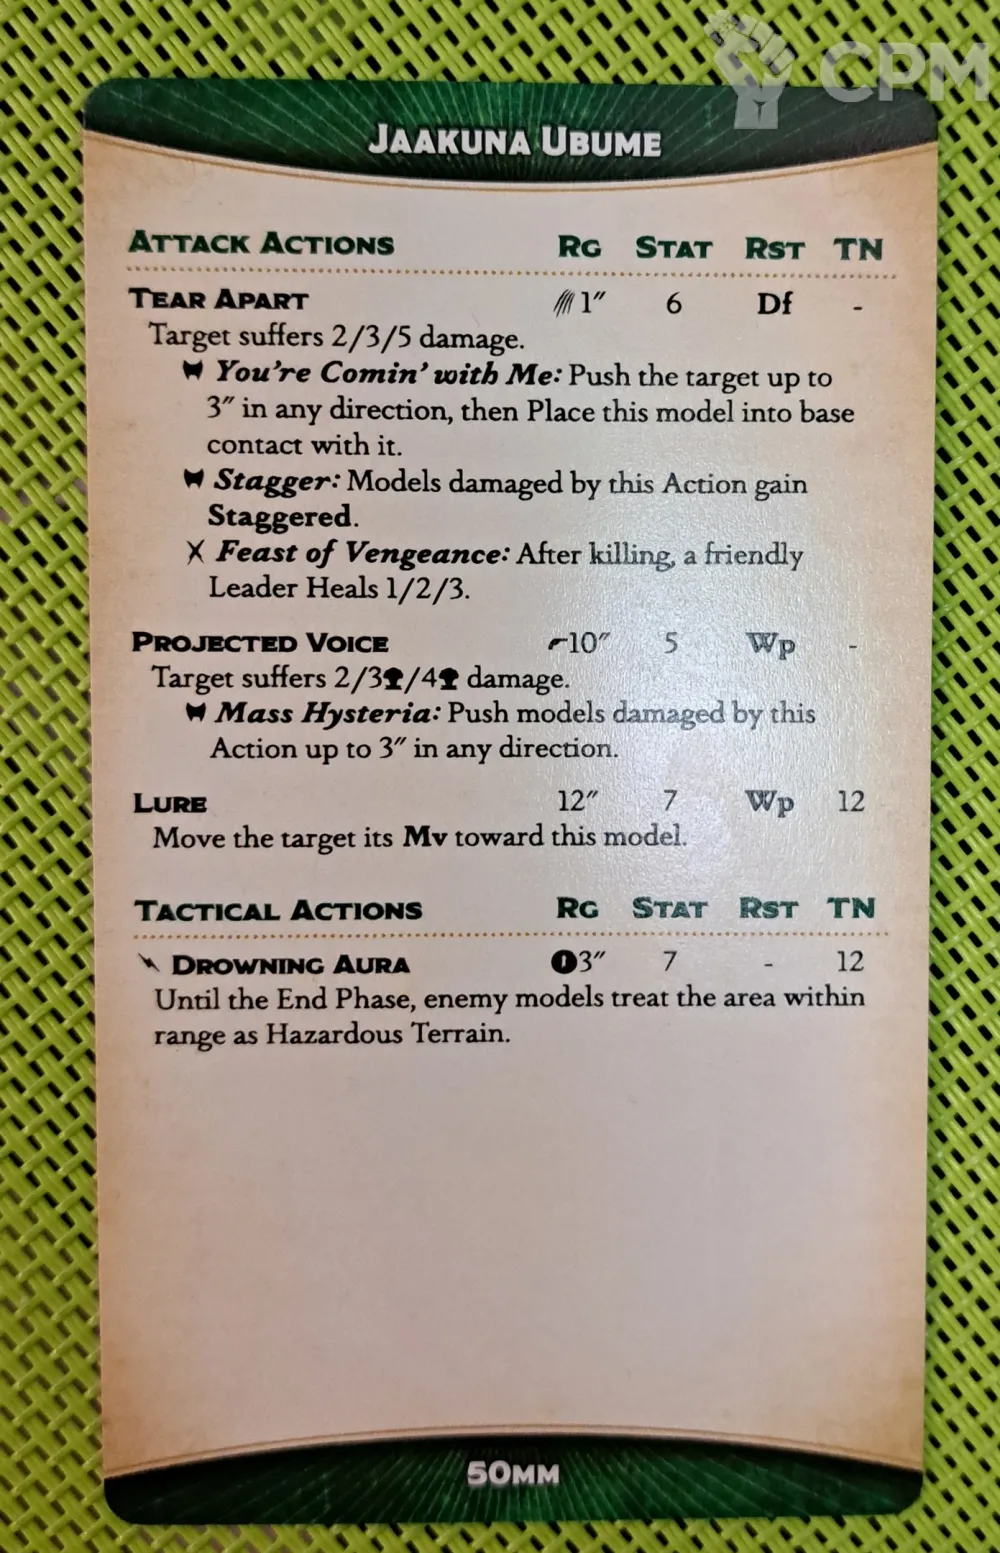 CPM
JAAKUNA UBUME
ATTACK ACTIONS RG STAT RST TN
TEAR APART 1″ 6 Df -
Target suffers 2/3/5 damage.
You're Comin' with Me: Push the target up to
3″ in any direction, then Place this model into base
contact with it.
Stagger: Models damaged by this Action gain
Staggered.
Feast of Vengeance: After killing, a friendly
Leader Heals 1/2/3.
PROJECTED VOICE 10″ 5 Wp -
Target suffers 2/3/4 damage.
Mass Hysteria: Push models damaged by this
Action up to 3″ in any direction.
LURE 12″ 7 Wp 12
Move the target its Mv toward this model.
TACTICAL ACTIONS RG STAT RST TN
DROWNING AURA 3″ 7 - 12
Until the End Phase, enemy models treat the area within
range as Hazardous Terrain.
50MM